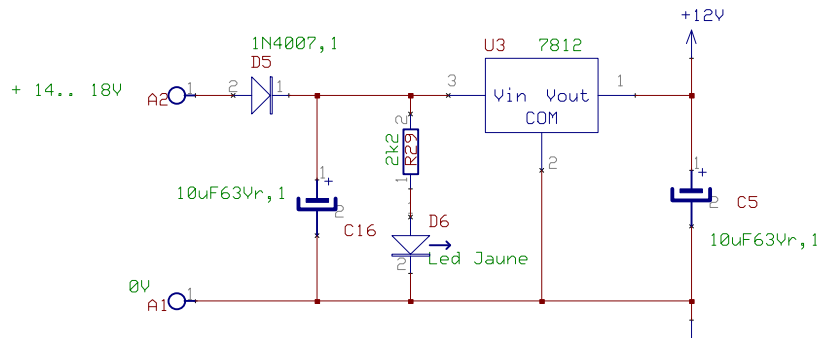 +12V
1N4007,1
U3 7812
D5
+ 14.. 18V
A2
1
2
1
3
Vin Vout
1
COM
2
2k2
R29
1
2
1
+
2
10uF63Vr,1
C16
D6
2
Led Jaune
1
+
2
C5
10uF63Vr,1
0V
A1
1